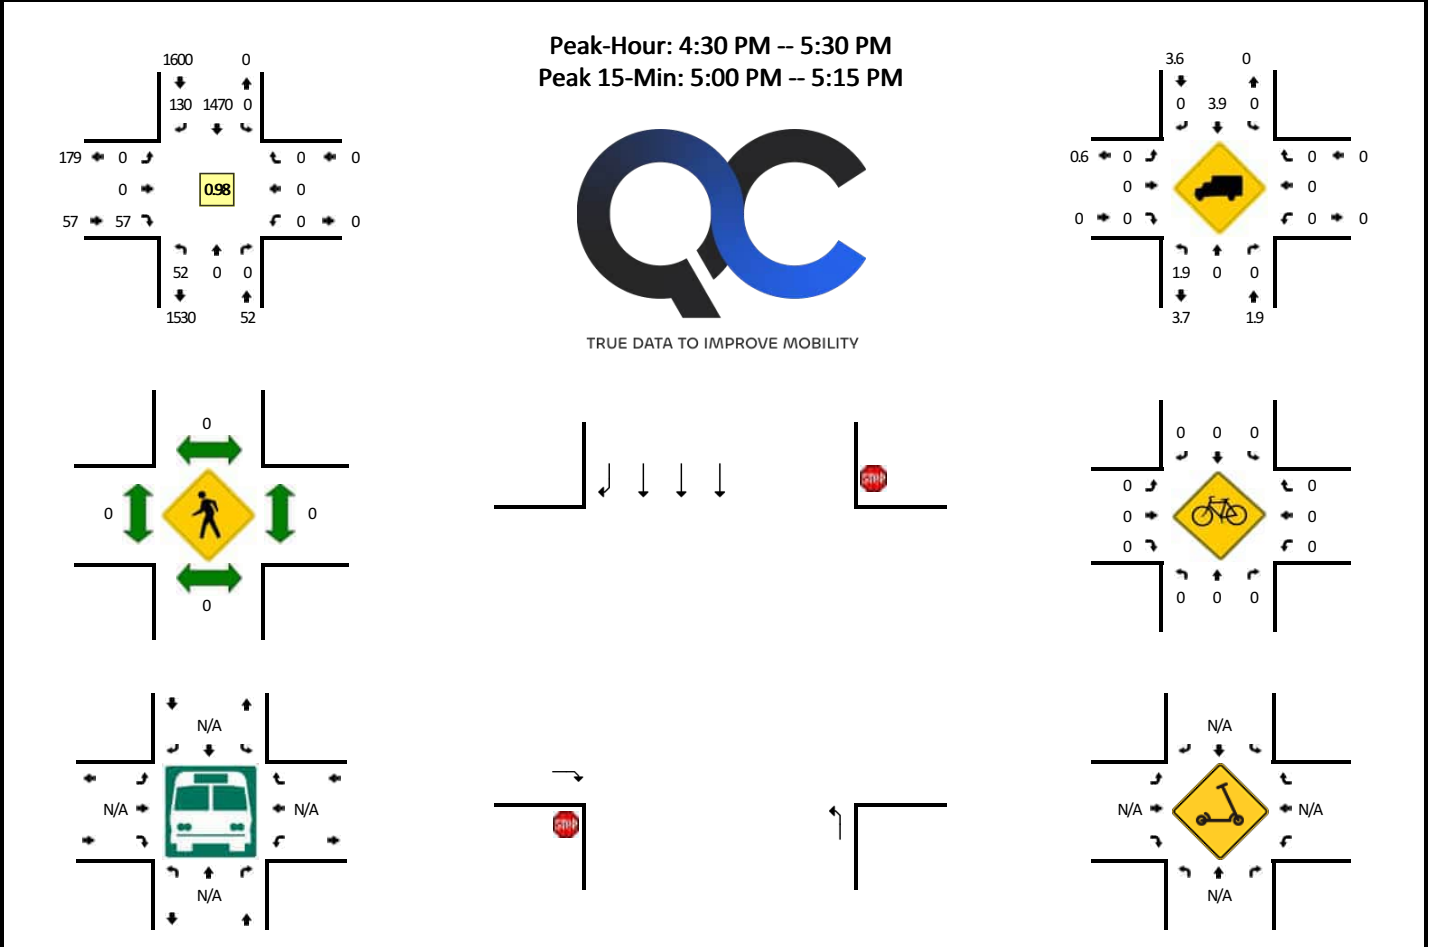 Peak-Hour: 4:30 PM -- 5:30 PM
Peak 15-Min: 5:00 PM -- 5:15 PM
1600 0
130 1470 0
179 0 0 0
0 0.98 0
57 57 0 0
52 0 0
1530 52
QC
TRUE DATA TO IMPROVE MOBILITY
3.6 0
0 3.9 0
0.6 0 0 0
0 0
0 0 0 0
1.9 0 0
3.7 1.9
0
0 0
0
STOP
STOP
0 0 0
0 0
0 0
0 0
0 0 0
N/A
N/A N/A
N/A
N/A
N/A N/A
N/A